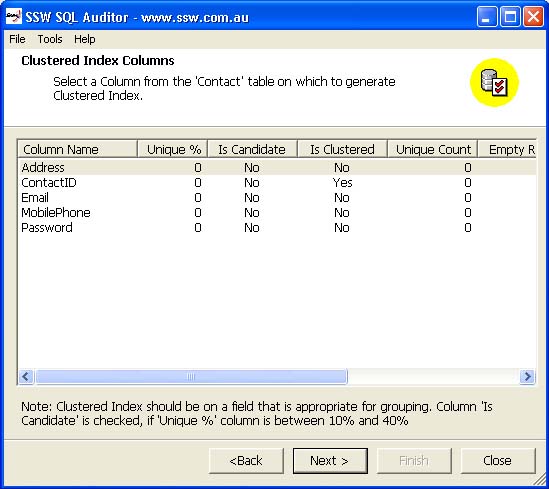 SSW SQL Auditor - www.ssw.com.au
File Tools Help
Clustered Index Columns
Select a Column from the 'Contact' table on which to generate
Clustered Index.
Column Name Unique % Is Candidate Is Clustered Unique Count Empty R
Address 0 No No 0
ContactID 0 No Yes 0
Email 0 No No 0
MobilePhone 0 No No 0
Password 0 No No 0
Note: Clustered Index should be on a field that is appropriate for grouping. Column 'Is
Candidate' is checked, if 'Unique %' column is between 10% and 40%
<Back Next > Finish Close